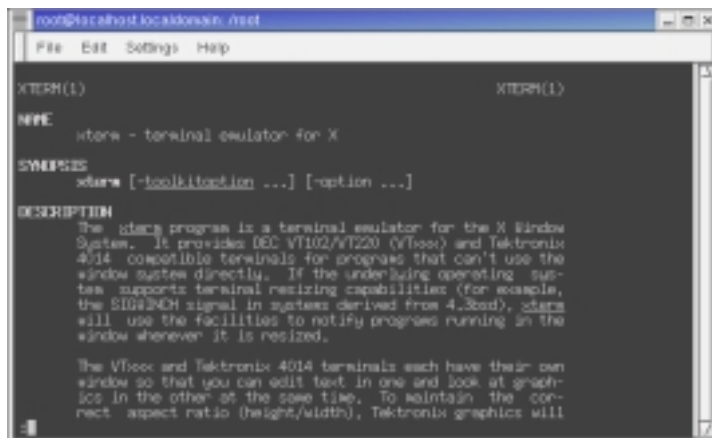 root@localhost.localdomain: /root
File Edit Settings Help
XTERM(1) XTERM(1)
NAME
xterm - terminal emulator for X
SYNOPSIS
xterm [-toolkitoption ...] [-option ...]
DESCRIPTION
The xterm program is a terminal emulator for the X Window
System. It provides DEC VT102/VT220 (VTxxx) and Tektronix
4014 compatible terminals for programs that can't use the
window system directly. If the underlying operating sys-
tem supports terminal resizing capabilities (for example,
the SIGWINCH signal in systems derived from 4.3bsd), xterm
will use the facilities to notify programs running in the
window whenever it is resized.
The VTxxx and Tektronix 4014 terminals each have their own
window so that you can edit text in one and look at graph-
ics in the other at the same time. To maintain the cor-
rect aspect ratio (height/width), Tektronix graphics will
: